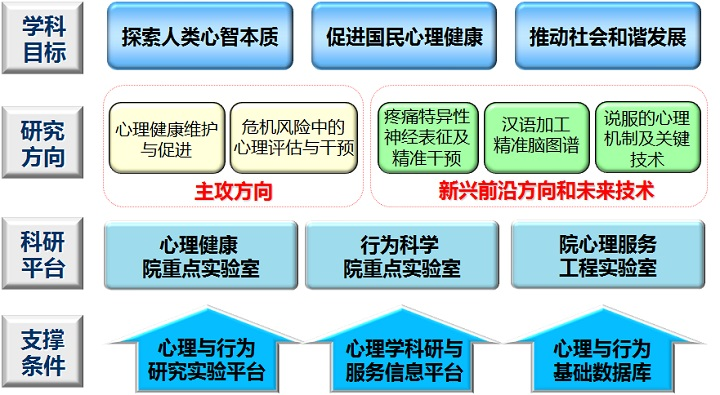 学科
目标
探索人类心智本质
促进国民心理健康
推动社会和谐发展
研究
方向
心理健康维护
与促进
危机风险中的
心理评估与干预
主攻方向
疼痛特异性
神经表征及
精准干预
汉语加工
精准脑图谱
说服的心理
机制及关键
技术
新兴前沿方向和未来技术
科研
平台
心理健康
院重点实验室
行为科学
院重点实验室
院心理服务
工程实验室
支撑
条件
心理与行为
研究实验平台
心理学科研与
服务信息平台
心理与行为
基础数据库